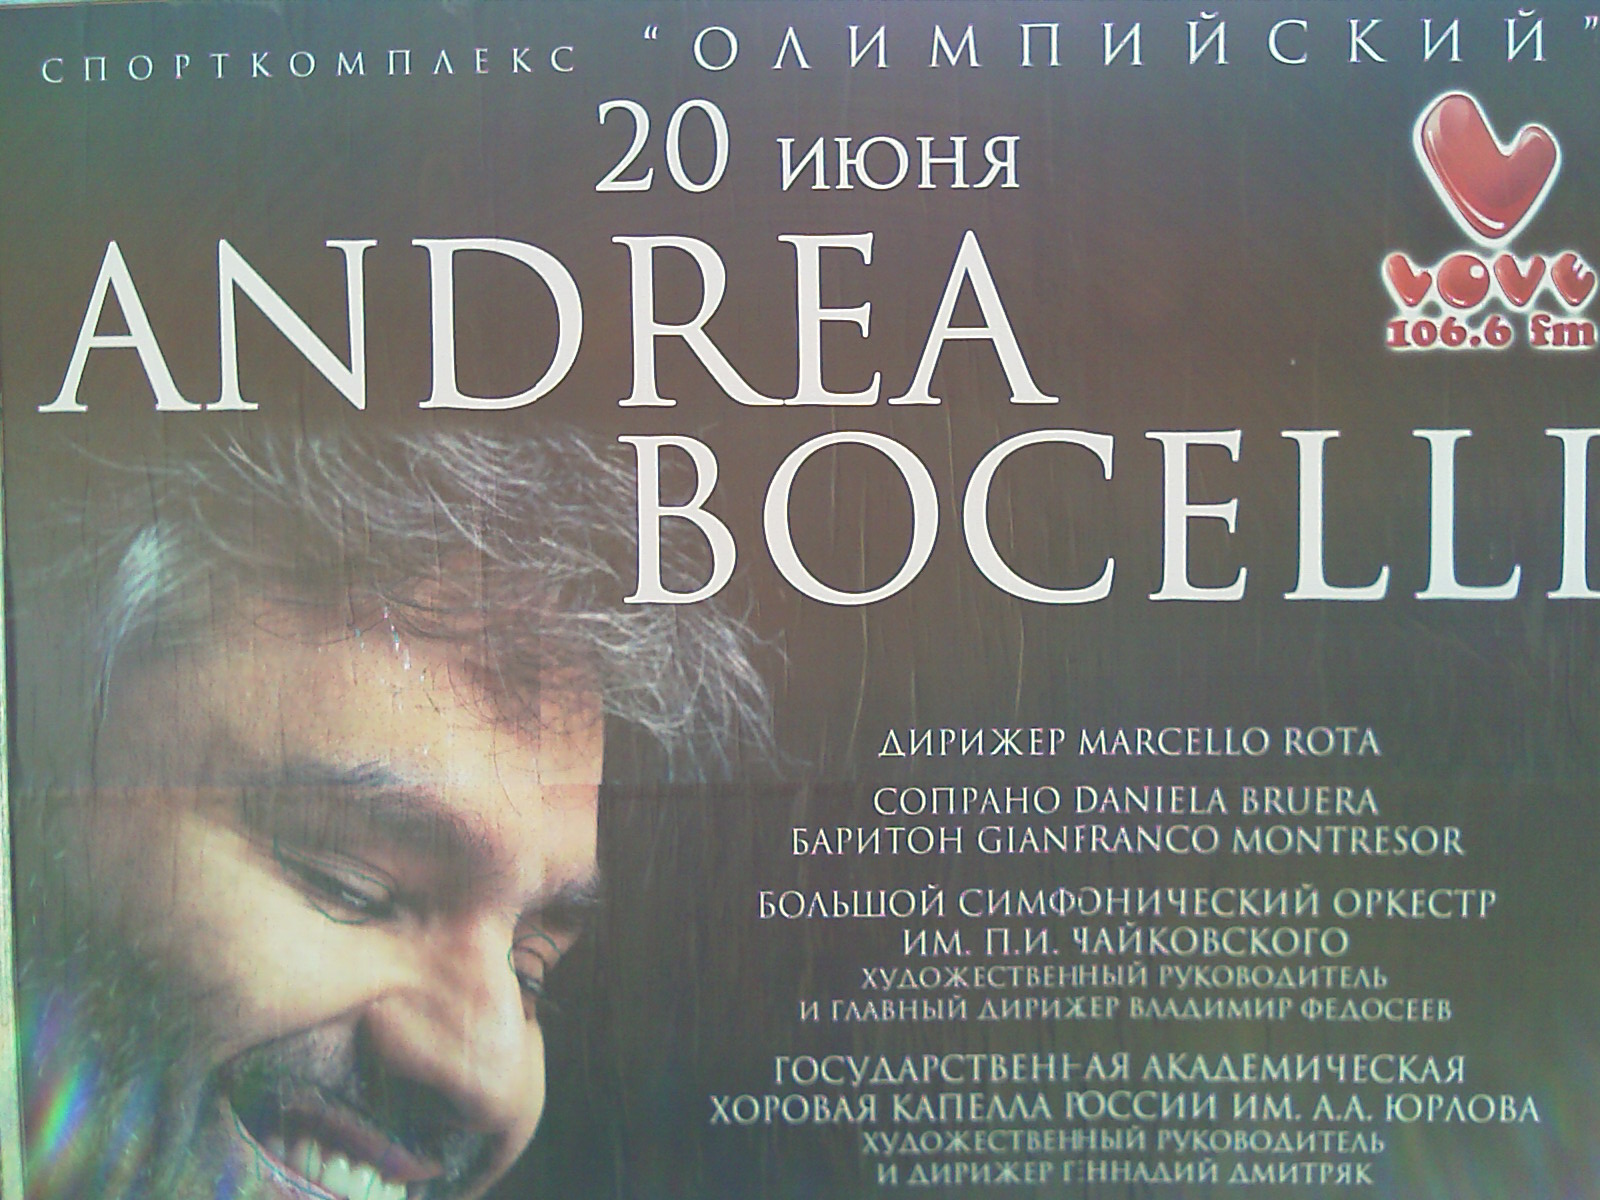 СПОРТКОМПЛЕКС "ОЛИМПИЙСКИЙ"
20 ИЮНЯ
LOVE
106.6 fm
ANDREA
BOCELLI
ДИРИЖЕР MARCELLO ROTA
СОПРАНО DANIELA BRUERA
БАРИТОН GIANFRANCO MONTRESOR
БОЛЬШОЙ СИМФОНИЧЕСКИЙ ОРКЕСТР
ИМ. П.И. ЧАЙКОВСКОГО
ХУДОЖЕСТВЕННЫЙ РУКОВОДИТЕЛЬ
И ГЛАВНЫЙ ДИРИЖЕР ВЛАДИМИР ФЕДОСЕЕВ
ГОСУДАРСТВЕННАЯ АКАДЕМИЧЕСКАЯ
ХОРОВАЯ КАПЕЛЛА РОССИИ ИМ. А.А. ЮРЛОВА
ХУДОЖЕСТВЕННЫЙ РУКОВОДИТЕЛЬ
И ДИРИЖЕР ГЕННАДИЙ ДМИТРЯК